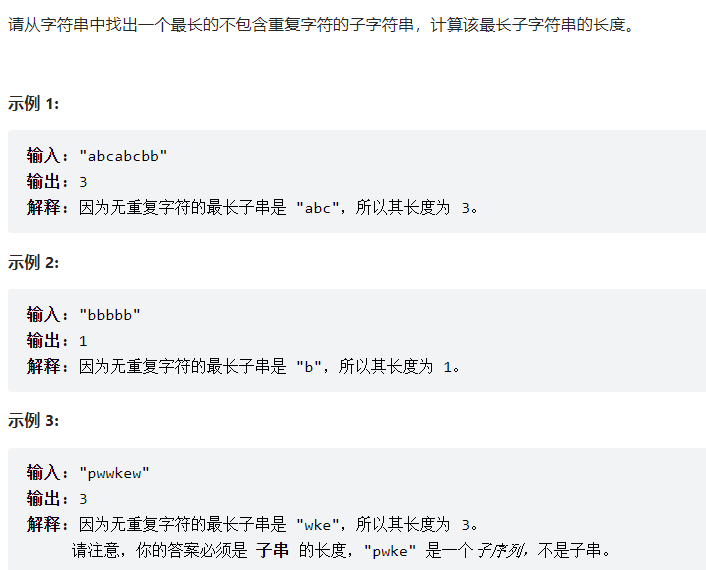 请从字符串中找出一个最长的不包含重复字符的子字符串，计算该最长子字符串的长度。
示例 1:
输入: "abcabcbb"
输出: 3
解释: 因为无重复字符的最长子串是 "abc"，所以其长度为 3。
示例 2:
输入: "bbbbb"
输出: 1
解释: 因为无重复字符的最长子串是 "b"，所以其长度为 1。
示例 3:
输入: "pwwkew"
输出: 3
解释: 因为无重复字符的最长子串是 "wke"，所以其长度为 3。
请注意，你的答案必须是 子串 的长度，"pwke" 是一个子序列，不是子串。